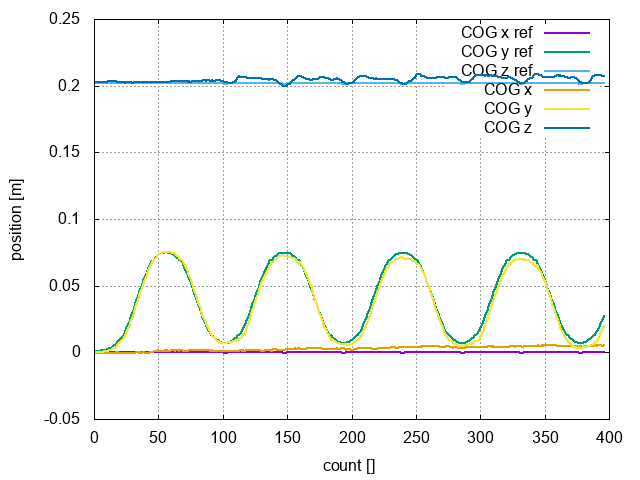 0.25
0.2
0.15
0.1
0.05
0
-0.05
position [m]
COG x ref
COG y ref
COG z ref
COG x
COG y
COG z
0 50 100 150 200 250 300 350 400
count []